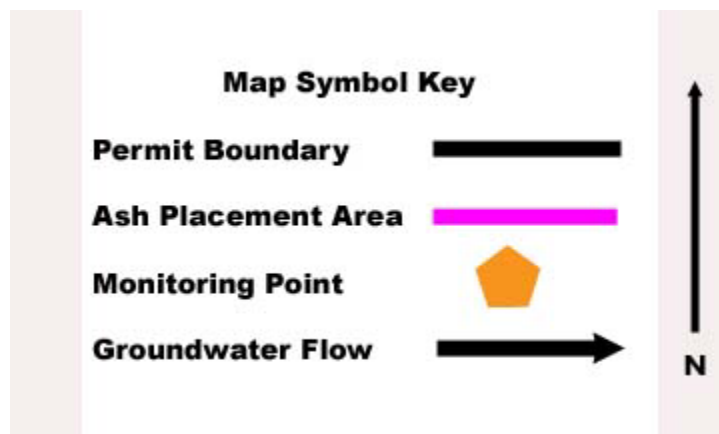 Map Symbol Key
Permit Boundary
Ash Placement Area
Monitoring Point
Groundwater Flow
N